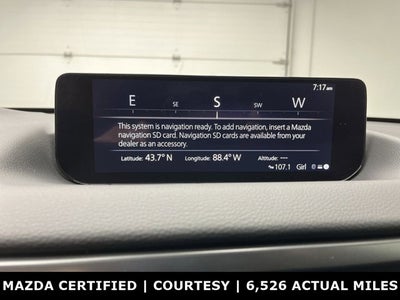 7:17am
E SE S SW W
This system is navigation ready. To add navigation, insert a Mazda
navigation SD card. Navigation SD cards are available from your
dealer as an accessory.
Latitude: 43.7° N Longitude: 88.4° W Altitude: ---
107.1 Girl
MAZDA CERTIFIED | COURTESY | 6,526 ACTUAL MILES